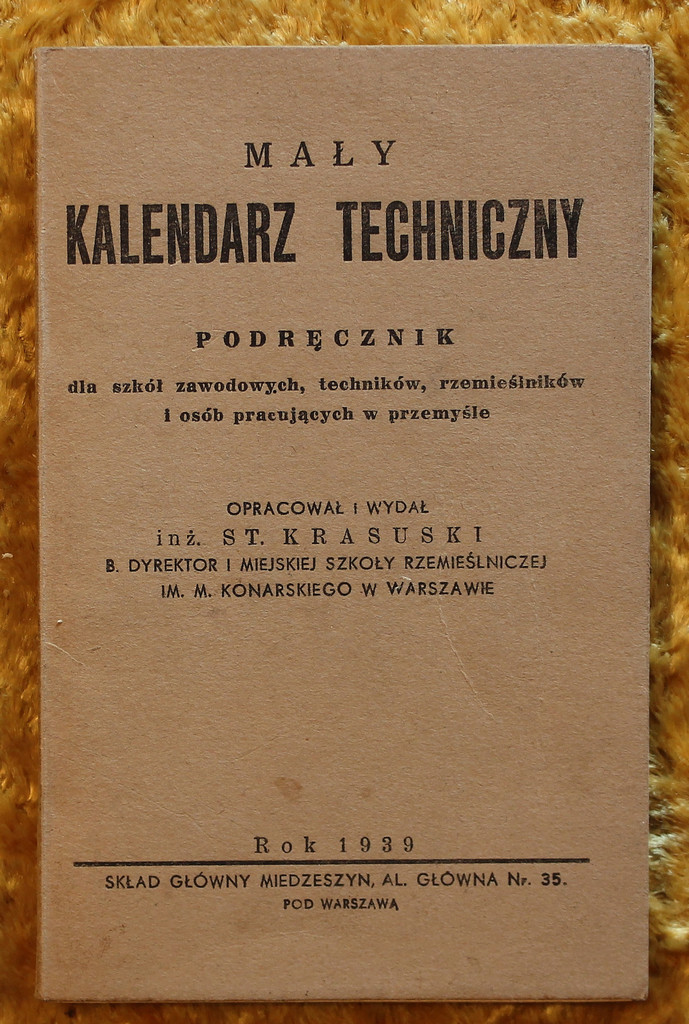 MAŁY
KALENDARZ TECHNICZNY
PODRĘCZNIK
dla szkół zawodowych, techników, rzemieślników
i osób pracujących w przemyśle
OPRACOWAŁ I WYDAŁ
inż. ST. KRASUSKI
B. DYREKTOR I MIEJSKIEJ SZKOŁY RZEMIEŚLNICZEJ
IM. M. KONARSKIEGO W WARSZAWIE
Rok 1939
SKŁAD GŁÓWNY MIEDZESZYN, AL. GŁÓWNA Nr. 35.
POD WARSZAWĄ